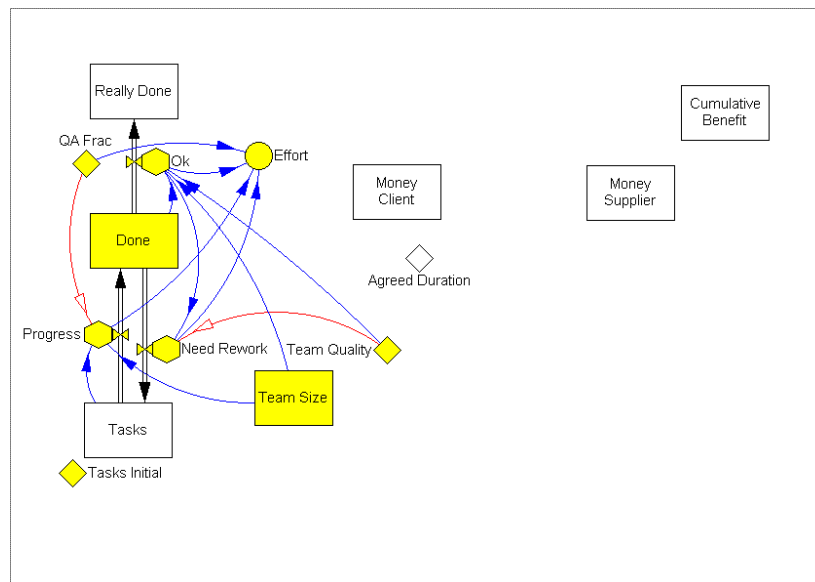 Really Done
Cumulative
Benefit
QA Frac
Ok
Effort
Money
Client
Money
Supplier
Done
Agreed Duration
Progress
Need Rework
Team Quality
Team Size
Tasks
Tasks Initial